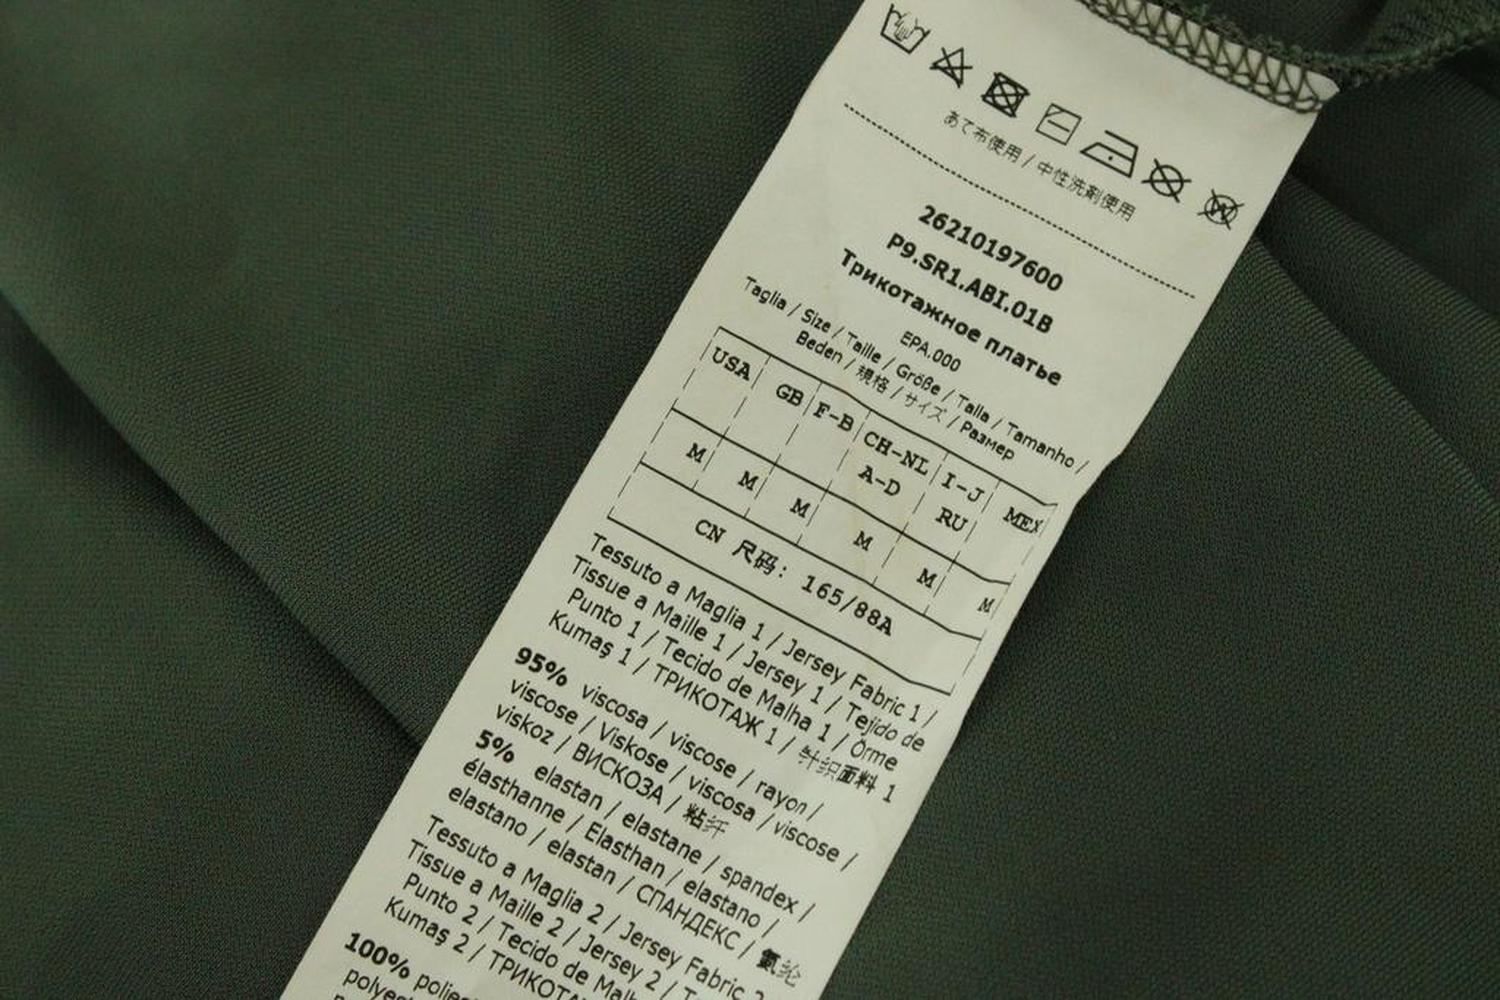 あて布使用 / 中性洗剤使用
26210197600
P9.SR1.ABI.01B
Трикотажное платье
EPA.000
Taglia / Size / Taille / Größe / Talla / Tamanho /
Beden / 規格 / サイズ / Размер
USA GB F-B CH-NL A-D I-J RU MEX
M M M M M M
CN 尺码: 165/88A
Tessuto a Maglia 1 / Jersey Fabric 1 /
Tissue a Maille 1 / Jersey 1 / Tejido de
Punto 1 / Tecido de Malha 1 / Örme
Kumaş 1 / ТРИКОТАЖ 1 / 针织面料 1
95% viscosa / viscose / rayon /
viscose / Viskose / viscosa / viscose /
viskoz / ВИСКОЗА / 粘纤
5% elastan / elastane / spandex /
élasthanne / Elasthan / elastano /
elastano / elastan / СПАНДЕКС / 氨纶
Tessuto a Maglia 2 / Jersey Fabric 2
Tissue a Maille 2 / Jersey 2 /
Punto 2 / Tecido de
Kumaş 2 /
100%